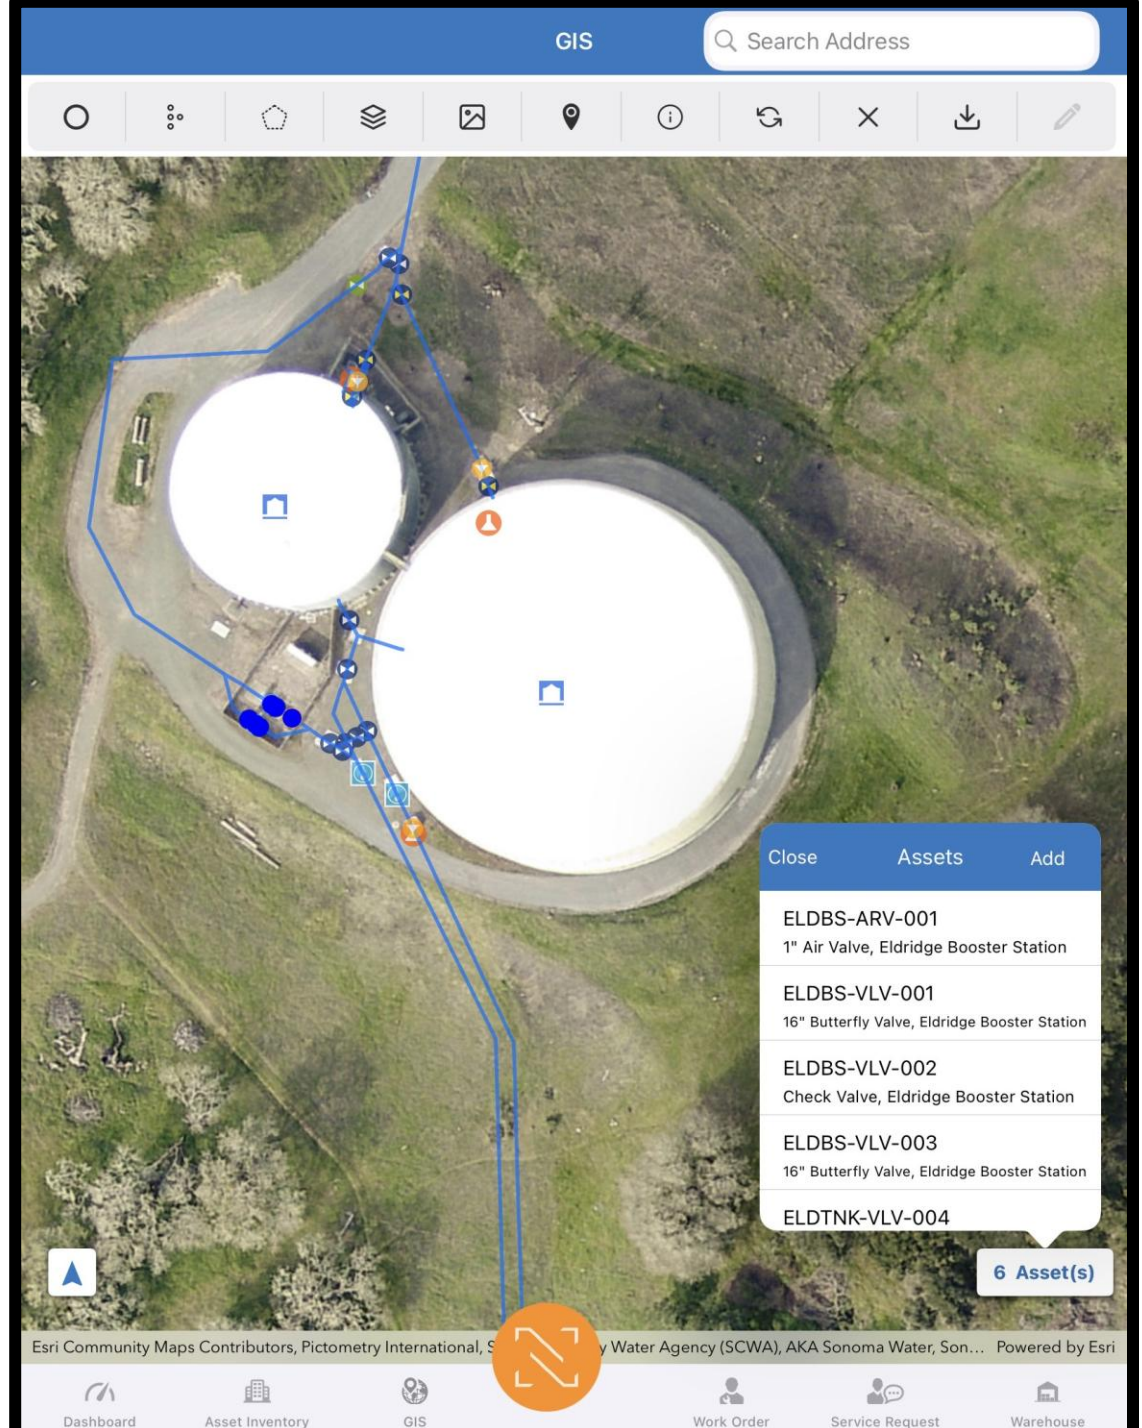 GIS
Search Address
Close Assets Add
ELDBS-ARV-001
1" Air Valve, Eldridge Booster Station
ELDBS-VLV-001
16" Butterfly Valve, Eldridge Booster Station
ELDBS-VLV-002
Check Valve, Eldridge Booster Station
ELDBS-VLV-003
16" Butterfly Valve, Eldridge Booster Station
ELDTNK-VLV-004
6 Asset(s)
Esri Community Maps Contributors, Pictometry International, S y Water Agency (SCWA), AKA Sonoma Water, Son... Powered by Esri
Dashboard Asset Inventory GIS Work Order Service Request Warehouse